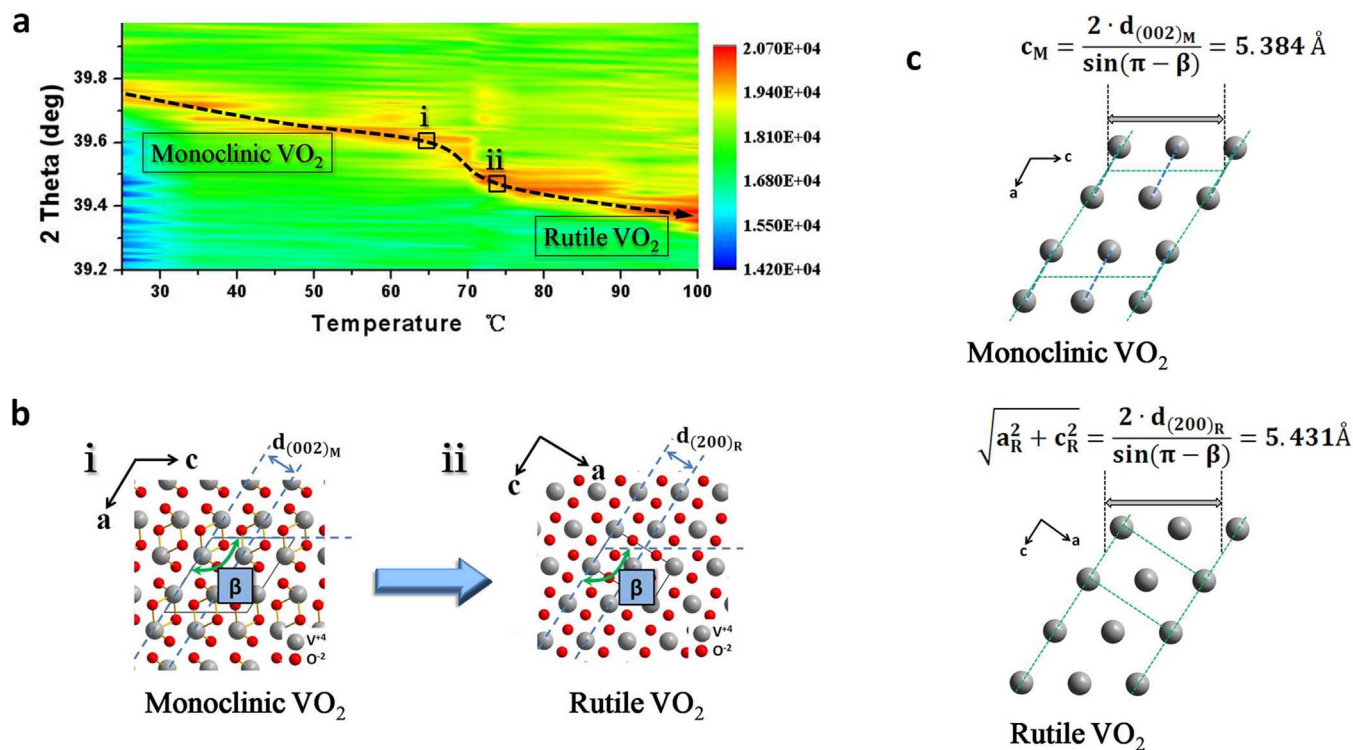 a
2 Theta (deg)
39.8
39.6
39.4
39.2
Monoclinic VO₂
i
ii
Rutile VO₂
30 40 50 60 70 80 90 100
Temperature ℃
2.070E+04
1.940E+04
1.810E+04
1.680E+04
1.550E+04
1.420E+04
b
i
c
a
d₍₀₀₂₎M
β
V⁺⁴
O⁻²
Monoclinic VO₂
ii
a
c
d₍₂₀₀₎R
β
V⁺⁴
O⁻²
Rutile VO₂
c
c_M = 2 · d₍₀₀₂₎M / sin(π − β) = 5.384 Å
c
a
Monoclinic VO₂
√(a_R² + c_R²) = 2 · d₍₂₀₀₎R / sin(π − β) = 5.431Å
a
c
Rutile VO₂